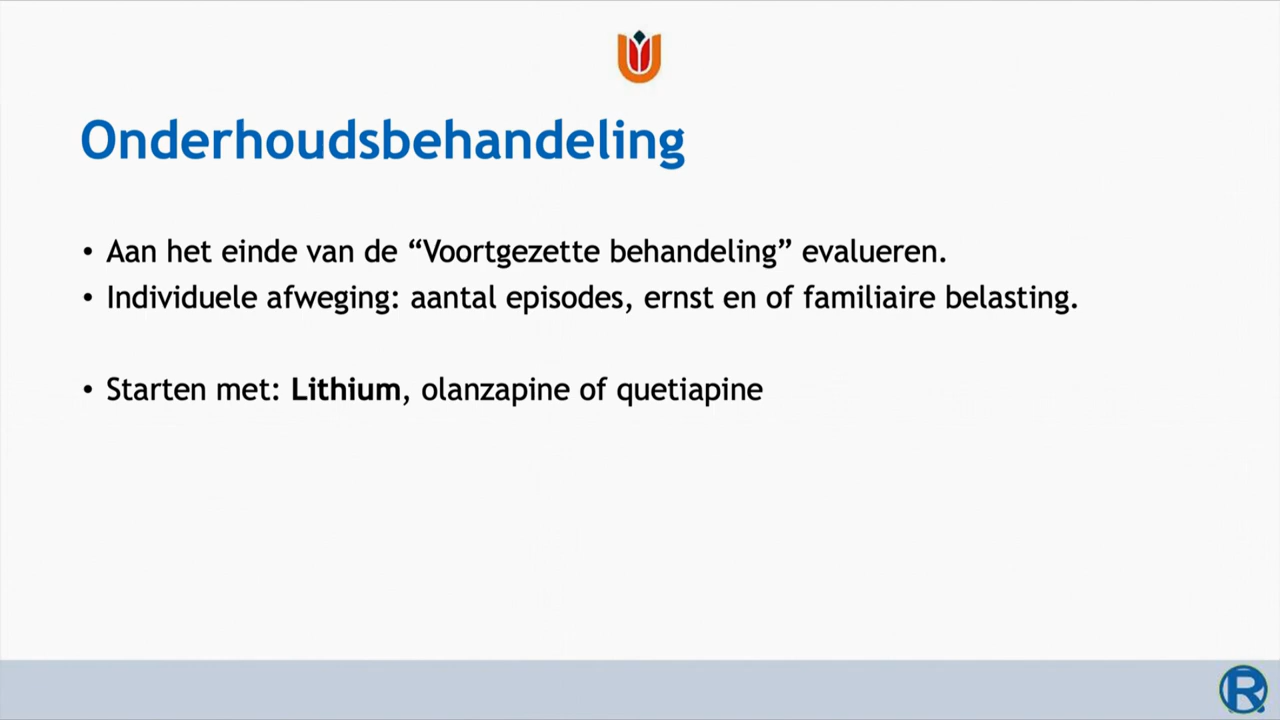 Onderhoudsbehandeling
• Aan het einde van de “Voortgezette behandeling” evalueren.
• Individuele afweging: aantal episodes, ernst en of familiaire belasting.
• Starten met: Lithium, olanzapine of quetiapine
R